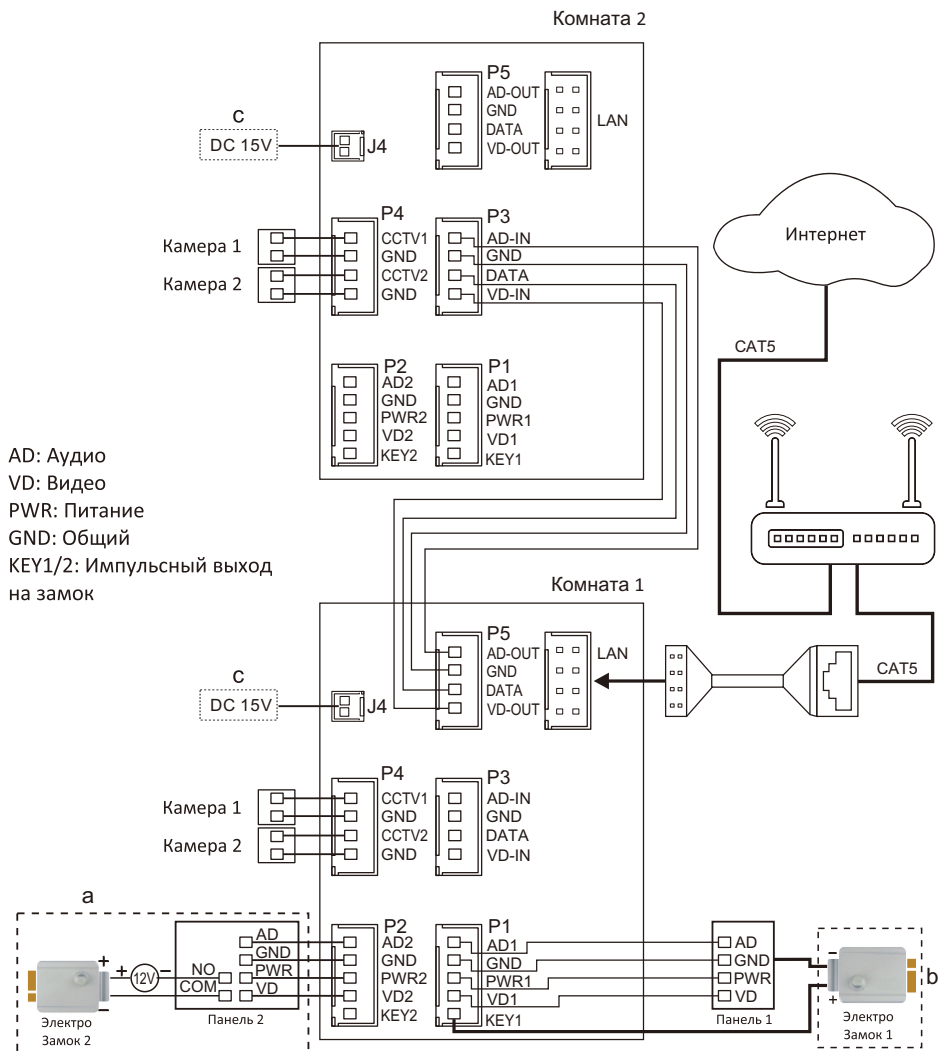 Комната 2
P5
AD-OUT
GND
DATA
VD-OUT
LAN
c
DC 15V
J4
P4
CCTV1
GND
CCTV2
GND
Камера 1
Камера 2
P3
AD-IN
GND
DATA
VD-IN
P2
AD2
GND
PWR2
VD2
KEY2
P1
AD1
GND
PWR1
VD1
KEY1
Интернет
CAT5
AD: Аудио
VD: Видео
PWR: Питание
GND: Общий
KEY1/2: Импульсный выход
на замок
Комната 1
P5
AD-OUT
GND
DATA
VD-OUT
LAN
CAT5
c
DC 15V
J4
P4
CCTV1
GND
CCTV2
GND
Камера 1
Камера 2
P3
AD-IN
GND
DATA
VD-IN
a
+
–
Электро
Замок 2
+ 12V –
NO
COM
AD
GND
PWR
VD
Панель 2
P2
AD2
GND
PWR2
VD2
KEY2
P1
AD1
GND
PWR1
VD1
KEY1
AD
GND
PWR
VD
Панель 1
–
+
Электро
Замок 1
b